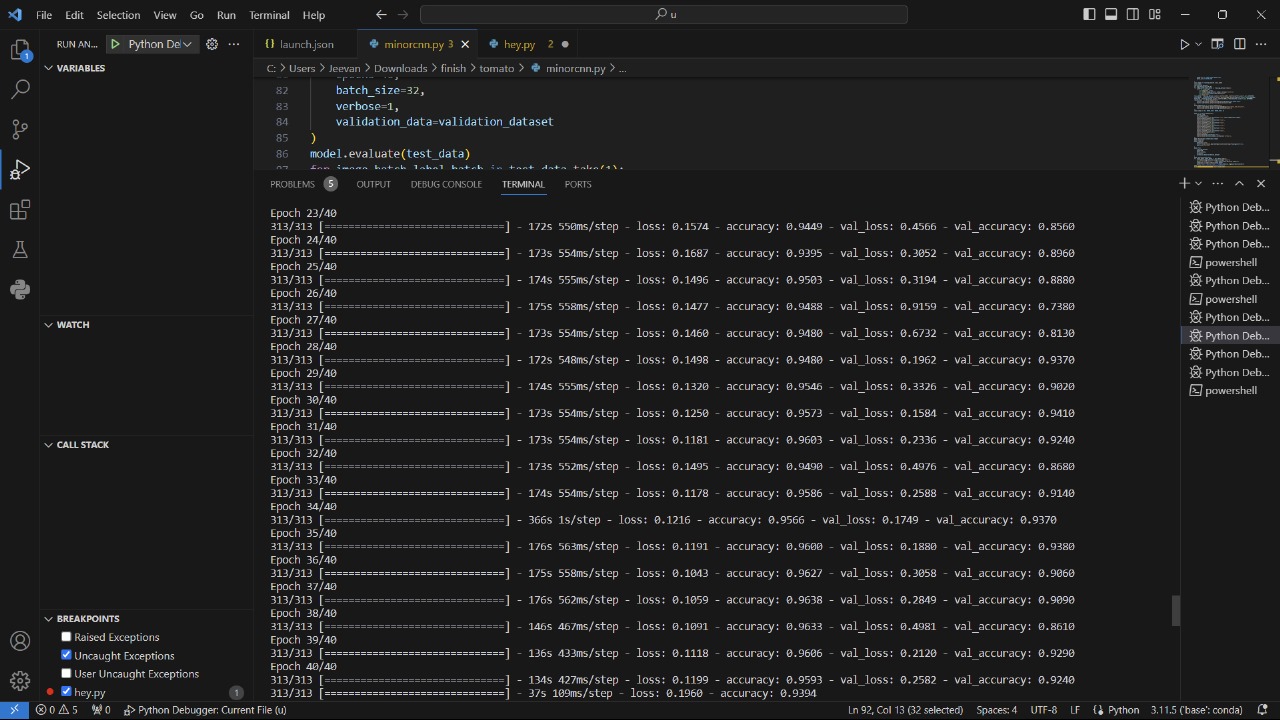 File Edit Selection View Go Run Terminal Help
u
RUN AN... Python De
launch.json minorcnn.py 3 hey.py 2
C: > Users > Jeevan > Downloads > finish > tomato > minorcnn.py > ...
VARIABLES
82 batch_size=32,
83 verbose=1,
84 validation_data=validation_dataset
85 )
86 model.evaluate(test_data)
PROBLEMS 5 OUTPUT DEBUG CONSOLE TERMINAL PORTS
Epoch 23/40
313/313 [==============================] - 172s 550ms/step - loss: 0.1574 - accuracy: 0.9449 - val_loss: 0.4566 - val_accuracy: 0.8560
Epoch 24/40
313/313 [==============================] - 173s 554ms/step - loss: 0.1687 - accuracy: 0.9395 - val_loss: 0.3052 - val_accuracy: 0.8960
Epoch 25/40
313/313 [==============================] - 174s 555ms/step - loss: 0.1496 - accuracy: 0.9503 - val_loss: 0.3194 - val_accuracy: 0.8880
Epoch 26/40
313/313 [==============================] - 175s 558ms/step - loss: 0.1477 - accuracy: 0.9488 - val_loss: 0.9159 - val_accuracy: 0.7380
Epoch 27/40
313/313 [==============================] - 173s 554ms/step - loss: 0.1460 - accuracy: 0.9480 - val_loss: 0.6732 - val_accuracy: 0.8130
Epoch 28/40
313/313 [==============================] - 172s 548ms/step - loss: 0.1498 - accuracy: 0.9480 - val_loss: 0.1962 - val_accuracy: 0.9370
Epoch 29/40
313/313 [==============================] - 174s 555ms/step - loss: 0.1320 - accuracy: 0.9546 - val_loss: 0.3326 - val_accuracy: 0.9020
Epoch 30/40
313/313 [==============================] - 173s 554ms/step - loss: 0.1250 - accuracy: 0.9573 - val_loss: 0.1584 - val_accuracy: 0.9410
Epoch 31/40
313/313 [==============================] - 173s 554ms/step - loss: 0.1181 - accuracy: 0.9603 - val_loss: 0.2336 - val_accuracy: 0.9240
Epoch 32/40
313/313 [==============================] - 173s 552ms/step - loss: 0.1495 - accuracy: 0.9490 - val_loss: 0.4976 - val_accuracy: 0.8680
Epoch 33/40
313/313 [==============================] - 174s 554ms/step - loss: 0.1178 - accuracy: 0.9586 - val_loss: 0.2588 - val_accuracy: 0.9140
Epoch 34/40
313/313 [==============================] - 366s 1s/step - loss: 0.1216 - accuracy: 0.9566 - val_loss: 0.1749 - val_accuracy: 0.9370
Epoch 35/40
313/313 [==============================] - 176s 563ms/step - loss: 0.1191 - accuracy: 0.9600 - val_loss: 0.1880 - val_accuracy: 0.9380
Epoch 36/40
313/313 [==============================] - 175s 558ms/step - loss: 0.1043 - accuracy: 0.9627 - val_loss: 0.3058 - val_accuracy: 0.9060
Epoch 37/40
313/313 [==============================] - 176s 562ms/step - loss: 0.1059 - accuracy: 0.9638 - val_loss: 0.2849 - val_accuracy: 0.9090
Epoch 38/40
313/313 [==============================] - 146s 467ms/step - loss: 0.1091 - accuracy: 0.9633 - val_loss: 0.4981 - val_accuracy: 0.8610
Epoch 39/40
313/313 [==============================] - 136s 433ms/step - loss: 0.1118 - accuracy: 0.9606 - val_loss: 0.2120 - val_accuracy: 0.9290
Epoch 40/40
313/313 [==============================] - 134s 427ms/step - loss: 0.1199 - accuracy: 0.9593 - val_loss: 0.2582 - val_accuracy: 0.9240
313/313 [==============================] - 37s 109ms/step - loss: 0.1960 - accuracy: 0.9394
Python Deb...
Python Deb...
Python Deb...
powershell
Python Deb...
powershell
Python Deb...
Python Deb...
Python Deb...
Python Deb...
powershell
WATCH
CALL STACK
BREAKPOINTS
Raised Exceptions
Uncaught Exceptions
User Uncaught Exceptions
hey.py 1
1
0 5 0 Python Debugger: Current File (u) Ln 92, Col 13 (32 selected) Spaces: 4 UTF-8 LF Python 3.11.5 ('base': conda)